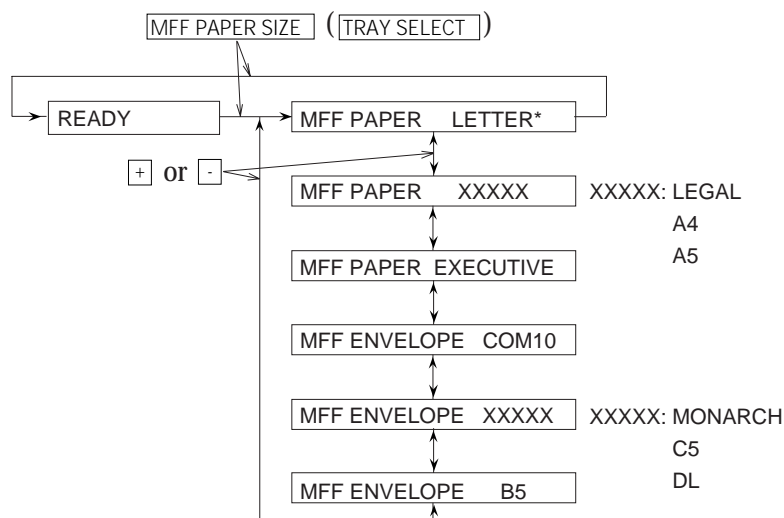 MFF PAPER SIZE ( TRAY SELECT )
READY
MFF PAPER LETTER*
+ or -
MFF PAPER XXXXX XXXXX: LEGAL
A4
A5
MFF PAPER EXECUTIVE
MFF ENVELOPE COM10
MFF ENVELOPE XXXXX XXXXX: MONARCH
C5
DL
MFF ENVELOPE B5